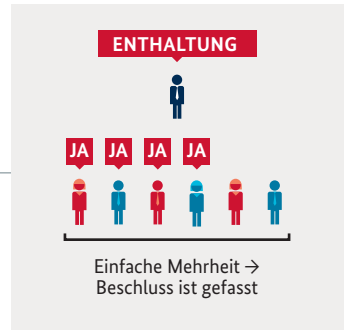 ENTHALTUNG
JA JA JA JA
Einfache Mehrheit →
Beschluss ist gefasst